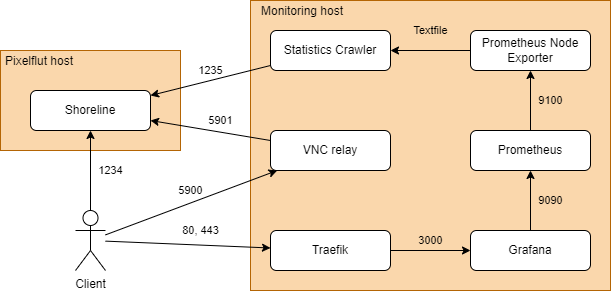 Monitoring host
Pixelflut host
Statistics Crawler
Textfile
Prometheus Node
Exporter
1235
Shoreline
9100
5901
VNC relay
Prometheus
1234
5900
9090
80, 443
Traefik
3000
Grafana
Client